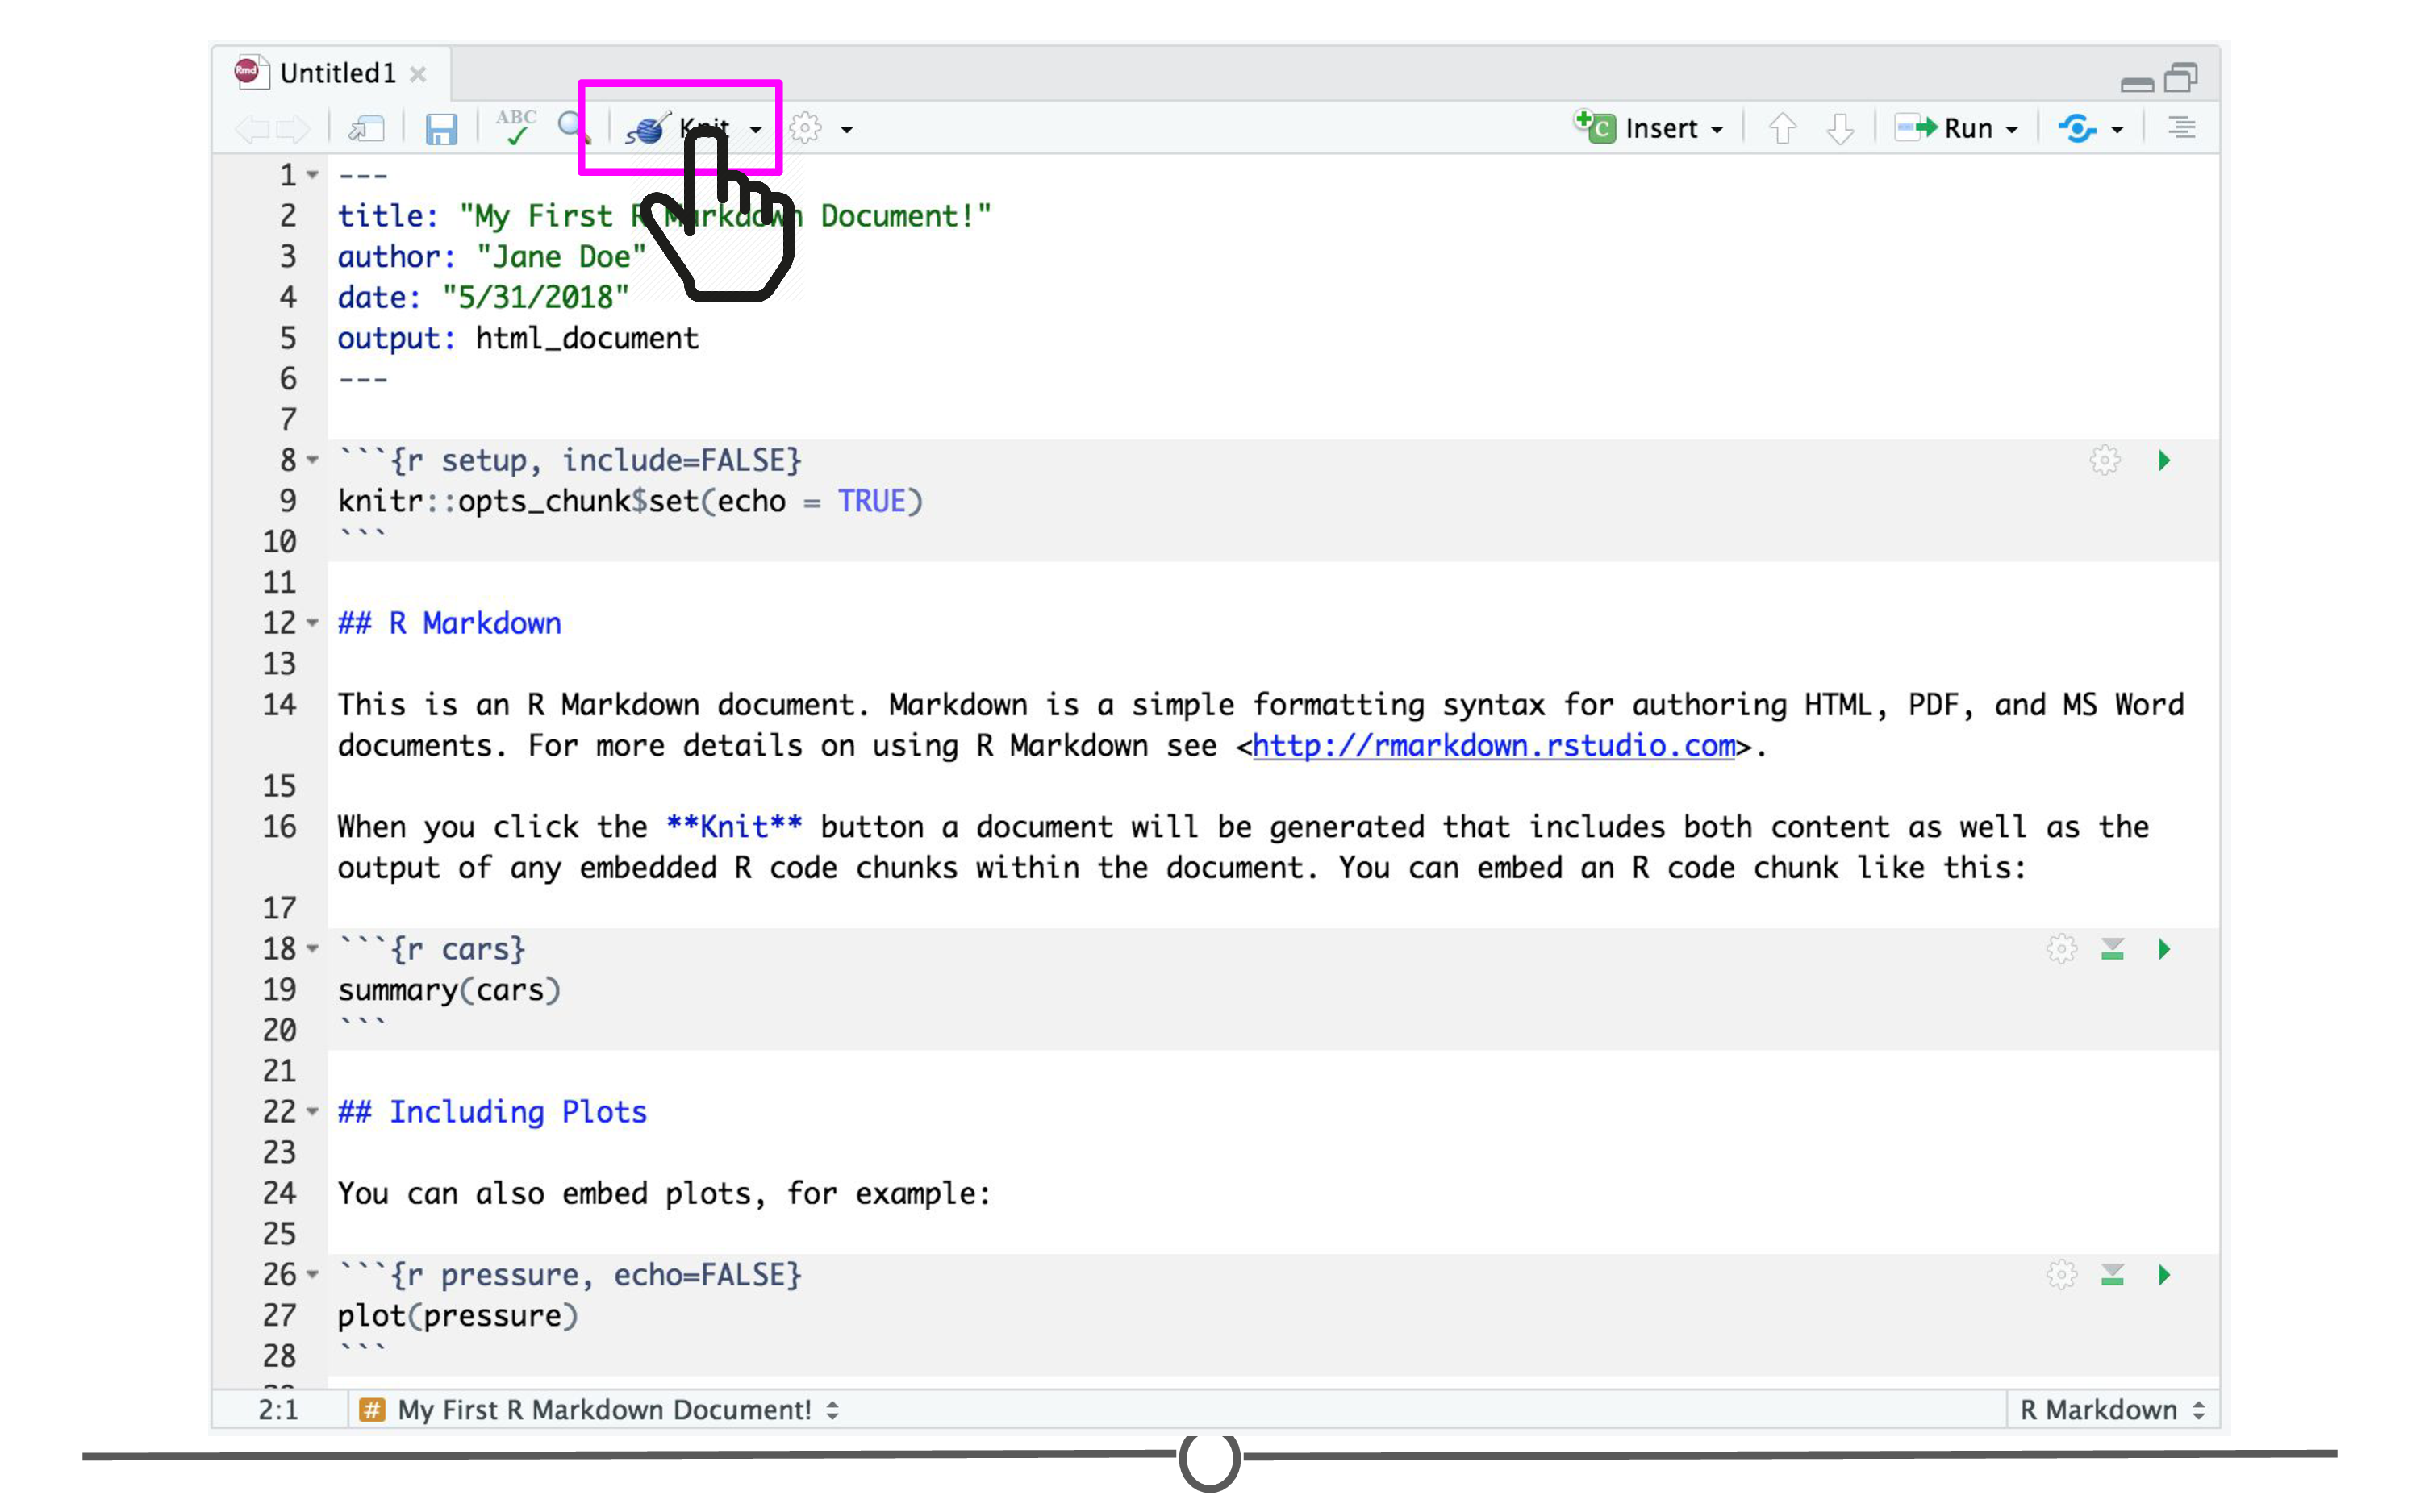 Rmd Untitled1
ABC Knit Insert Run
1 ---
2 title: "My First R Markdown Document!"
3 author: "Jane Doe"
4 date: "5/31/2018"
5 output: html_document
6 ---
7
8 ```{r setup, include=FALSE}
9 knitr::opts_chunk$set(echo = TRUE)
10 ```
11
12 ## R Markdown
13
14 This is an R Markdown document. Markdown is a simple formatting syntax for authoring HTML, PDF, and MS Word
documents. For more details on using R Markdown see <http://rmarkdown.rstudio.com>.
15
16 When you click the **Knit** button a document will be generated that includes both content as well as the
output of any embedded R code chunks within the document. You can embed an R code chunk like this:
17
18 ```{r cars}
19 summary(cars)
20 ```
21
22 ## Including Plots
23
24 You can also embed plots, for example:
25
26 ```{r pressure, echo=FALSE}
27 plot(pressure)
28 ```
2:1 # My First R Markdown Document! R Markdown